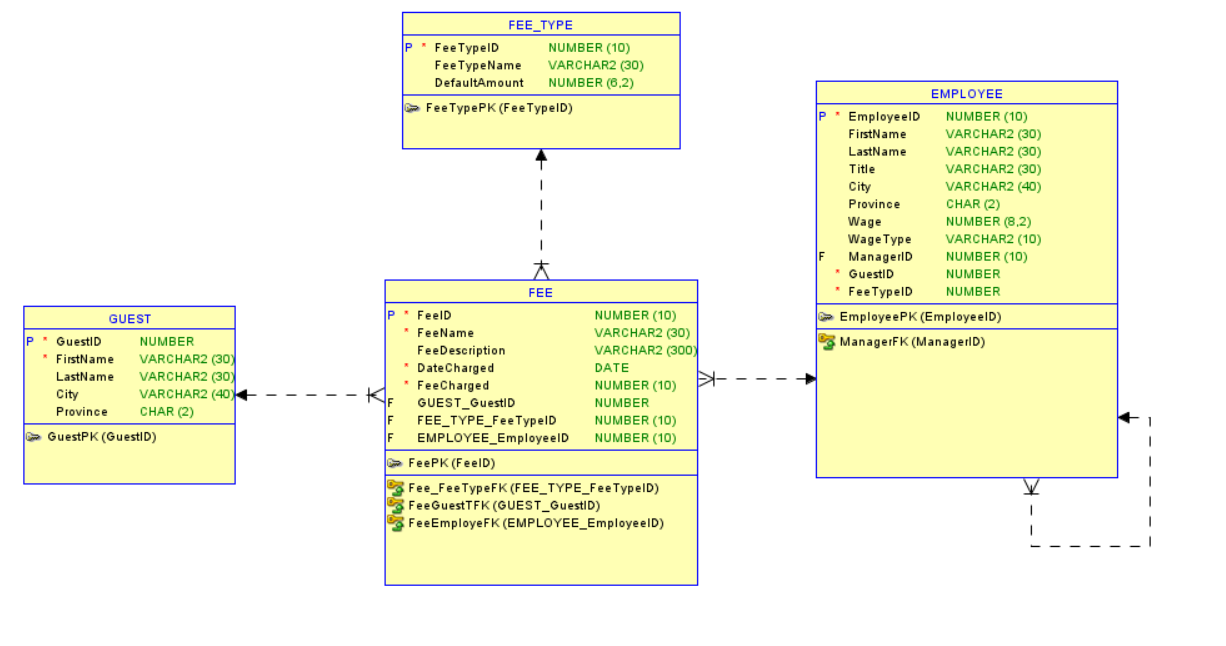 FEE_TYPE
P * FeeTypeID NUMBER (10)
FeeTypeName VARCHAR2 (30)
DefaultAmount NUMBER (6,2)
FeeTypePK (FeeTypeID)
EMPLOYEE
P * EmployeeID NUMBER (10)
FirstName VARCHAR2 (30)
LastName VARCHAR2 (30)
Title VARCHAR2 (30)
City VARCHAR2 (40)
Province CHAR (2)
Wage NUMBER (8,2)
WageType VARCHAR2 (10)
F ManagerID NUMBER (10)
* GuestID NUMBER
* FeeTypeID NUMBER
EmployeePK (EmployeeID)
ManagerFK (ManagerID)
FEE
P * FeeID NUMBER (10)
* FeeName VARCHAR2 (30)
FeeDescription VARCHAR2 (300)
* DateCharged DATE
* FeeCharged NUMBER (10)
F GUEST_GuestID NUMBER
F FEE_TYPE_FeeTypeID NUMBER (10)
F EMPLOYEE_EmployeeID NUMBER (10)
FeePK (FeeID)
Fee_FeeTypeFK (FEE_TYPE_FeeTypeID)
FeeGuestTFK (GUEST_GuestID)
FeeEmployeFK (EMPLOYEE_EmployeeID)
GUEST
P * GuestID NUMBER
* FirstName VARCHAR2 (30)
LastName VARCHAR2 (30)
City VARCHAR2 (40)
Province CHAR (2)
GuestPK (GuestID)